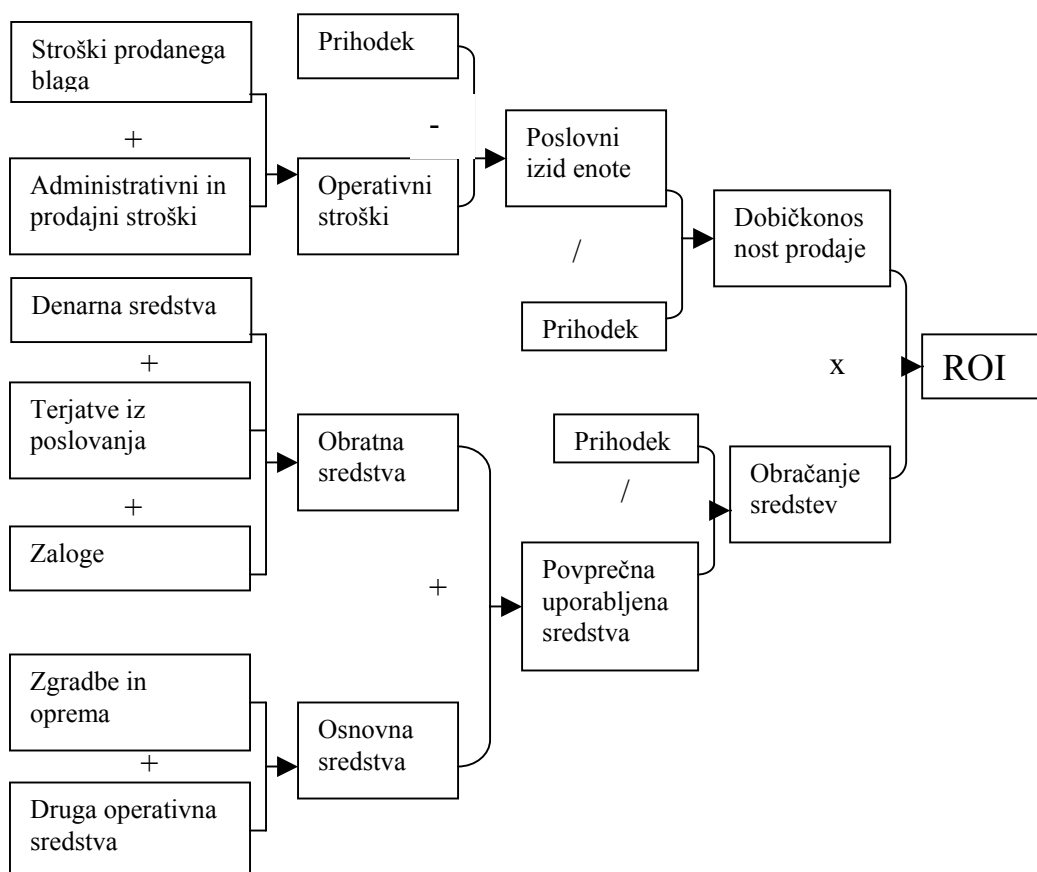 Stroški prodanega
blaga
+
Administrativni in
prodajni stroški
Prihodek
-
Operativni
stroški
Poslovni
izid enote
/
Prihodek
Dobičkonos
nost prodaje
Denarna sredstva
+
Terjatve iz
poslovanja
+
Zaloge
Obratna
sredstva
+
Zgradbe in
oprema
+
Druga operativna
sredstva
Osnovna
sredstva
Prihodek
/
Povprečna
uporabljena
sredstva
Obračanje
sredstev
x
ROI